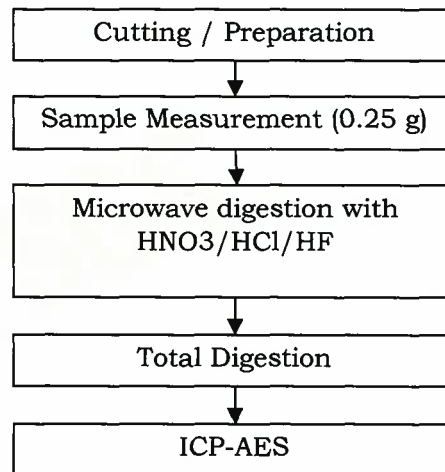 Cutting / Preparation
Sample Measurement (0.25 g)
Microwave digestion with
HNO3/HCl/HF
Total Digestion
ICP-AES